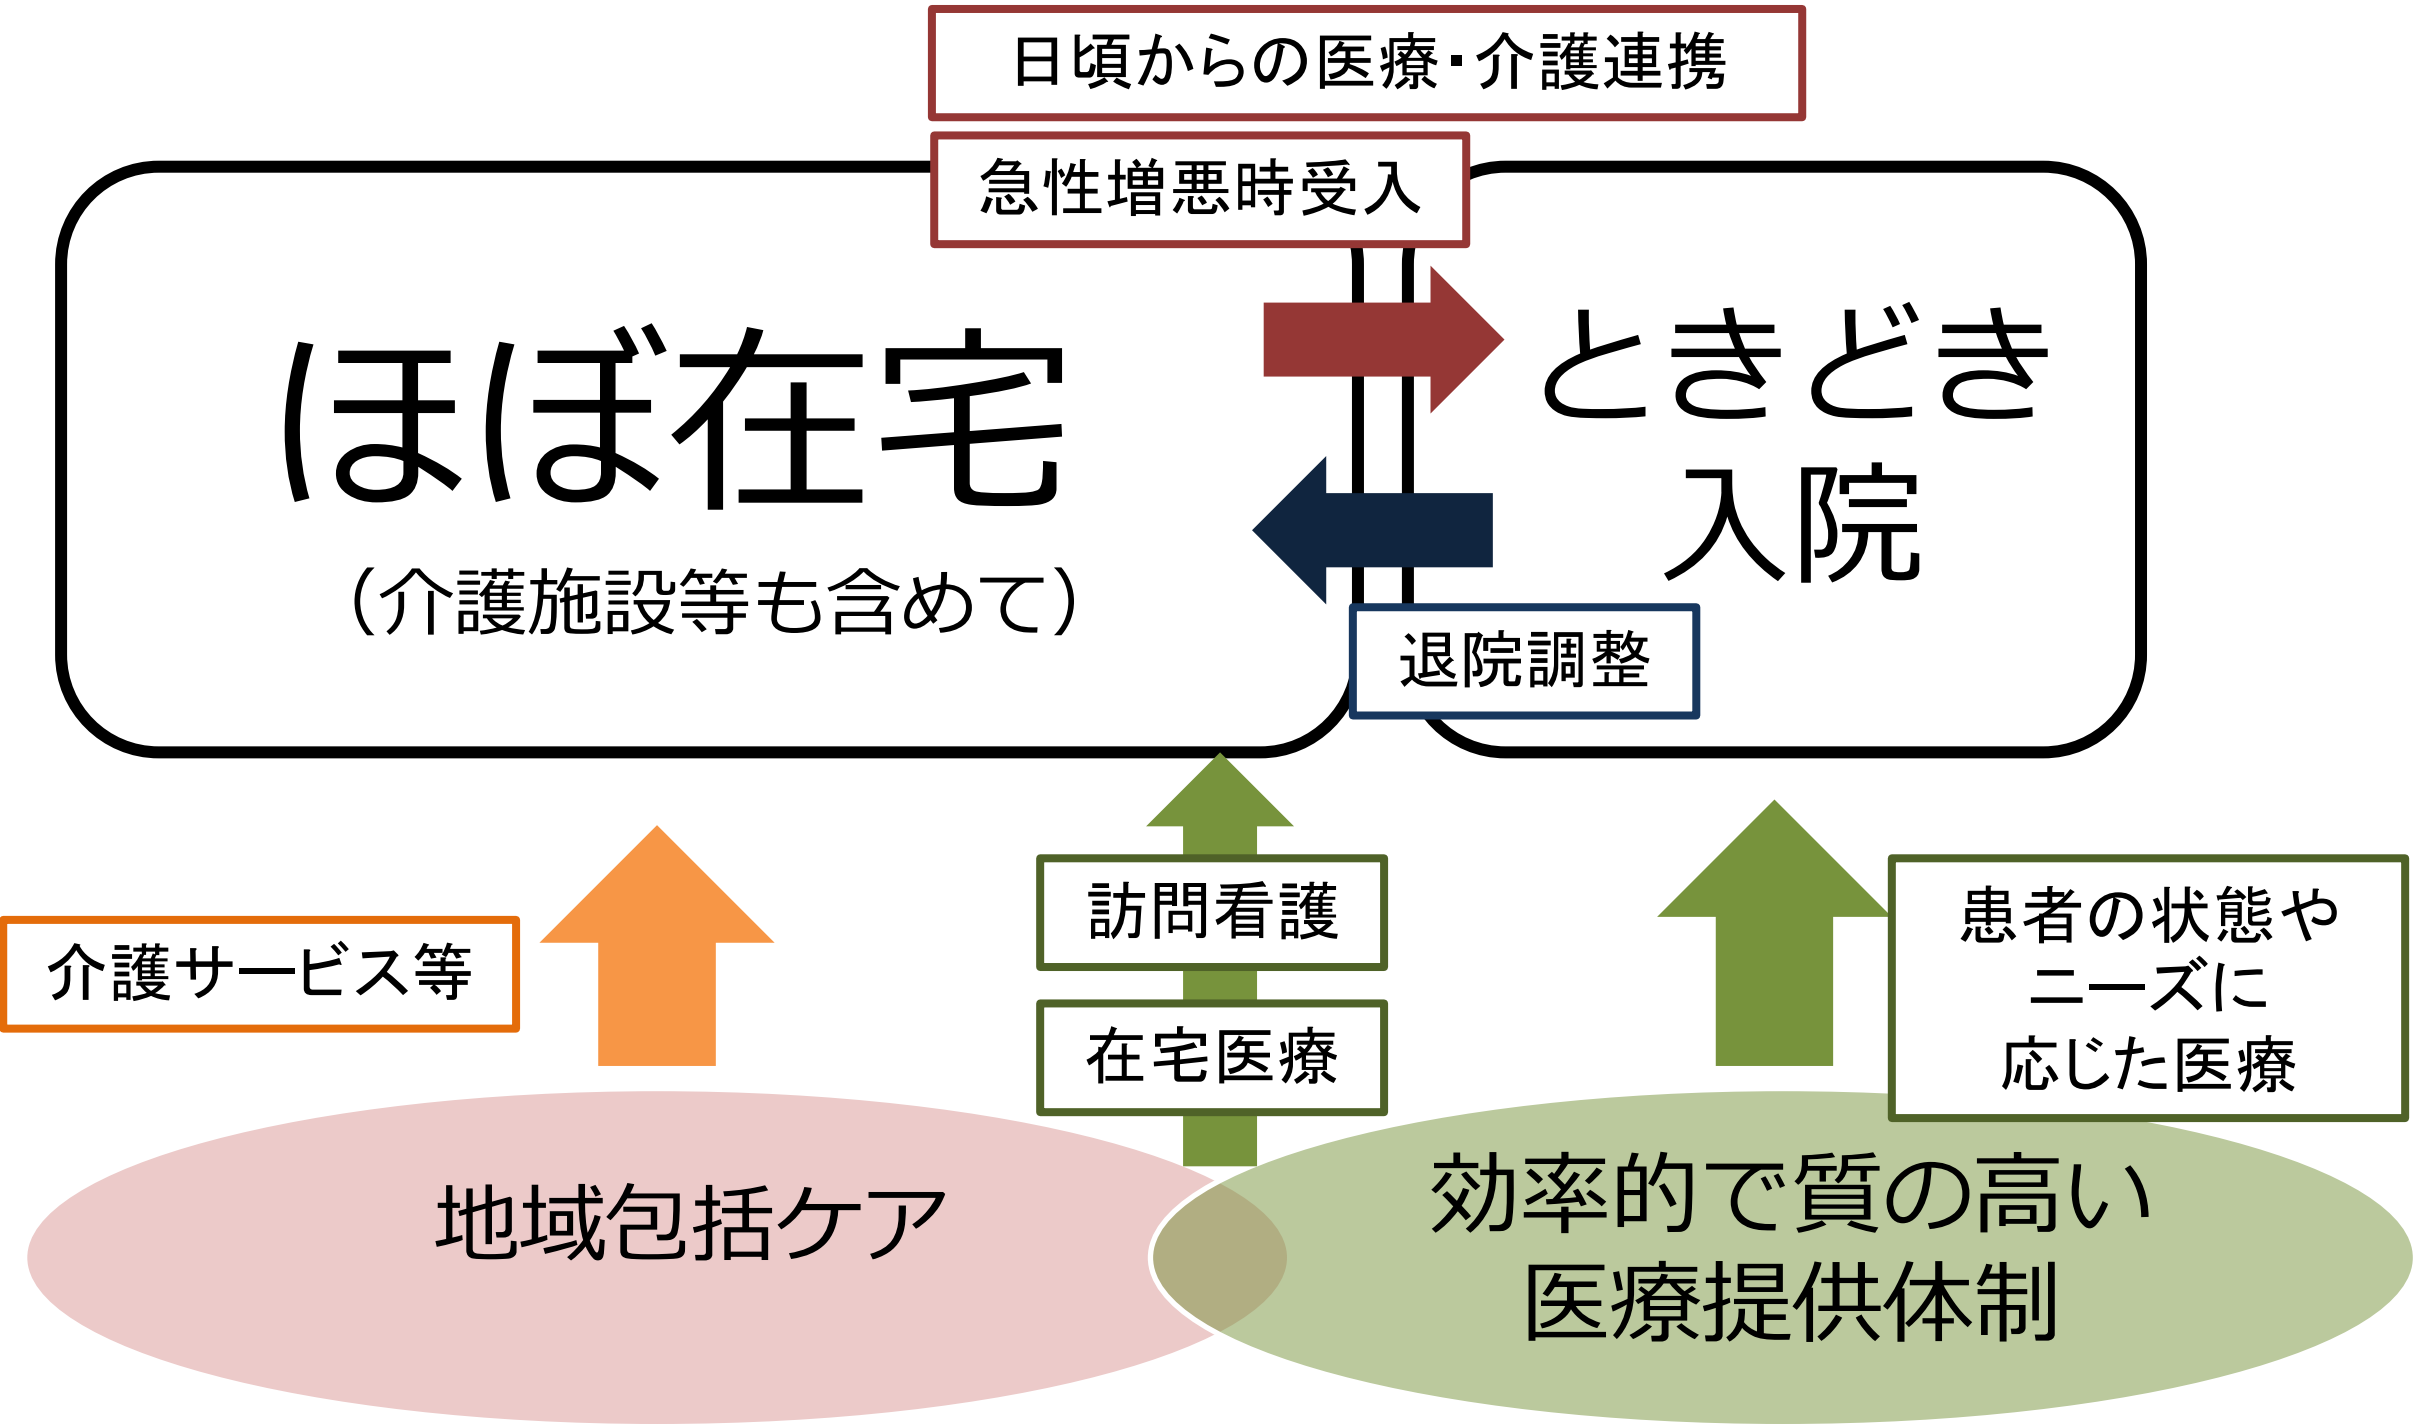 日頃からの医療・介護連携
急性増悪時受入
ほぼ在宅
（介護施設等も含めて）
ときどき
入院
退院調整
介護サービス等
訪問看護
在宅医療
患者の状態や
ニーズに
応じた医療
地域包括ケア
効率的で質の高い
医療提供体制